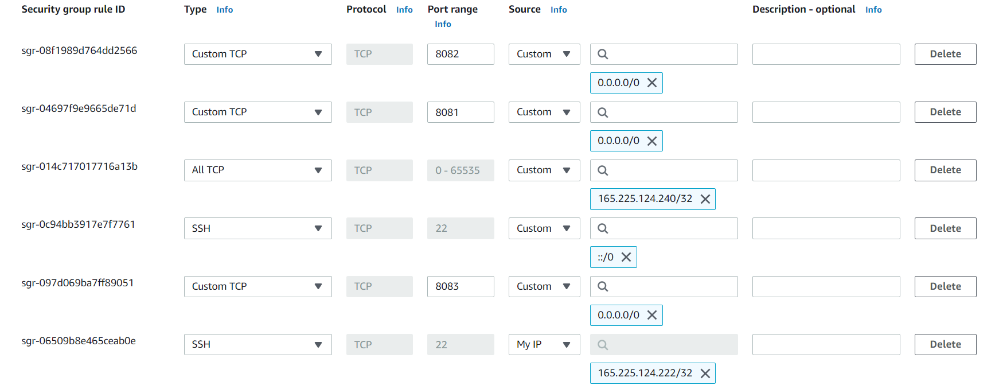 Security group rule ID Type Info Protocol Info Port range Info Source Info Description - optional Info
sgr-08f1989d764dd2566 Custom TCP TCP 8082 Custom Delete
0.0.0.0/0
sgr-04697f9e9665de71d Custom TCP TCP 8081 Custom Delete
0.0.0.0/0
sgr-014c717017716a13b All TCP TCP 0 - 65535 Custom Delete
165.225.124.240/32
sgr-0c94bb3917e7f7761 SSH TCP 22 Custom Delete
::/0
sgr-097d069ba7ff89051 Custom TCP TCP 8083 Custom Delete
0.0.0.0/0
sgr-06509b8e465ceab0e SSH TCP 22 My IP Delete
165.225.124.222/32